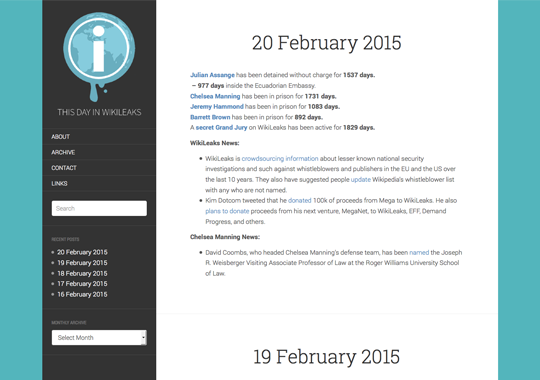 THIS DAY IN WIKILEAKS
ABOUT
ARCHIVE
CONTACT
LINKS
Search
RECENT POSTS
20 February 2015
19 February 2015
18 February 2015
17 February 2015
16 February 2015
MONTHLY ARCHIVE
Select Month
20 February 2015
Julian Assange has been detained without charge for 1537 days.
– 977 days inside the Ecuadorian Embassy.
Chelsea Manning has been in prison for 1731 days.
Jeremy Hammond has been in prison for 1083 days.
Barrett Brown has been in prison for 892 days.
A secret Grand Jury on WikiLeaks has been active for 1829 days.
WikiLeaks News:
WikiLeaks is crowdsourcing information about lesser known national security
investigations and such against whistleblowers and publishers in the EU and the US over
the last 10 years. They also have suggested people update Wikipedia's whistleblower list
with any who are not named.
Kim Dotcom tweeted that he donated 100k of proceeds from Mega to WikiLeaks. He also
plans to donate proceeds from his next venture, MegaNet, to WikiLeaks, EFF, Demand
Progress, and others.
Chelsea Manning News:
David Coombs, who headed Chelsea Manning's defense team, has been named the Joseph
R. Weisberger Visiting Associate Professor of Law at the Roger Williams University School
of Law.
19 February 2015